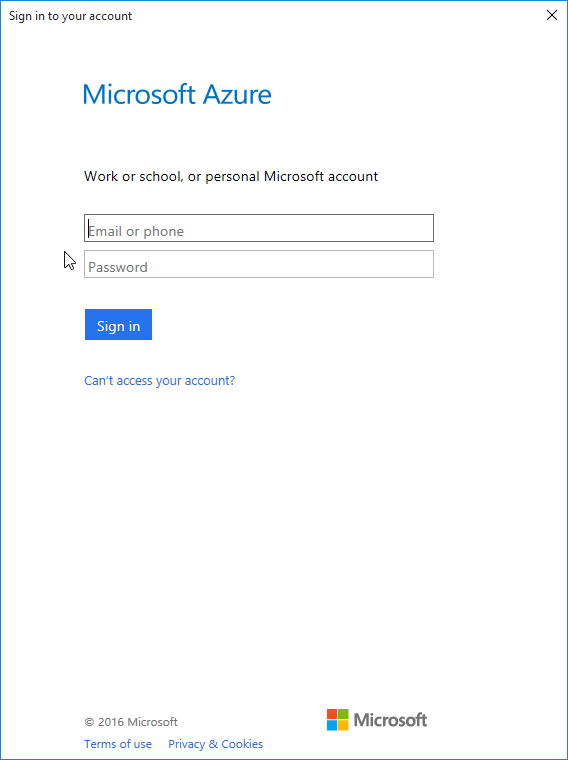 Sign in to your account
Microsoft Azure
Work or school, or personal Microsoft account
Email or phone
Password
Sign in
Can't access your account?
© 2016 Microsoft
Microsoft
Terms of use Privacy & Cookies